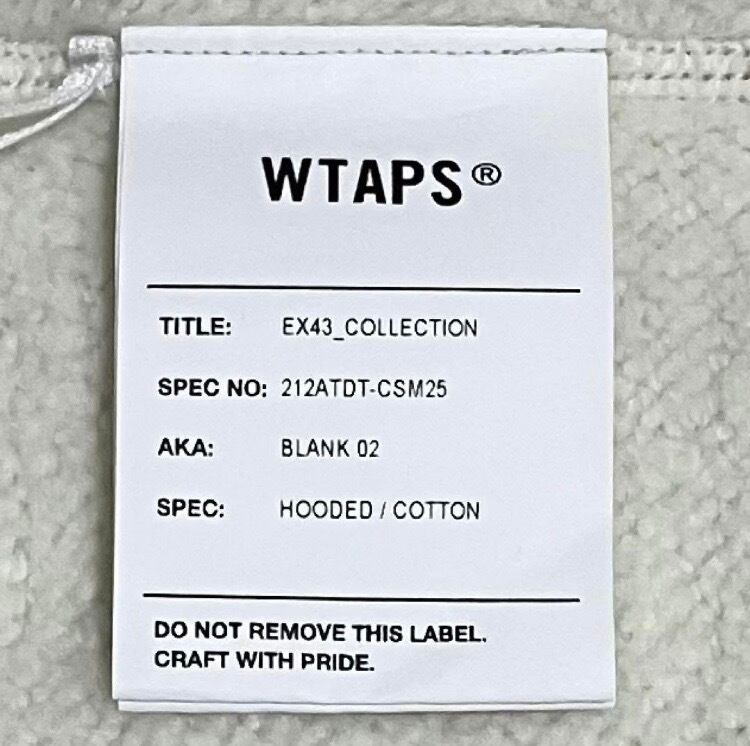 WTAPS®
TITLE: EX43_COLLECTION
SPEC NO: 212ATDT-CSM25
AKA: BLANK 02
SPEC: HOODED / COTTON
DO NOT REMOVE THIS LABEL.
CRAFT WITH PRIDE.